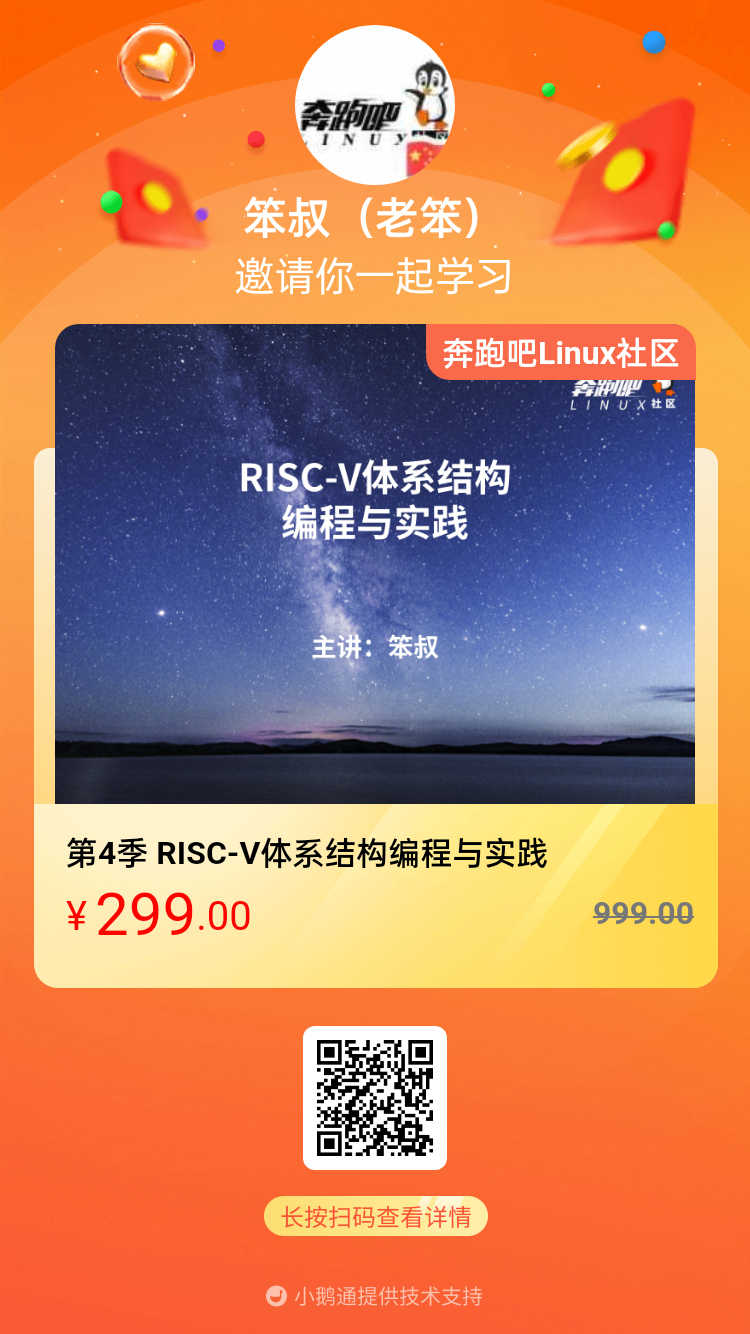 奔跑吧
LINUX
笨叔（老笨）
邀请你一起学习
奔跑吧Linux社区
奔跑吧
LINUX社区
RISC-V体系结构
编程与实践
主讲：笨叔
第4季 RISC-V体系结构编程与实践
¥299.00
999.00
长按扫码查看详情
小鹅通提供技术支持